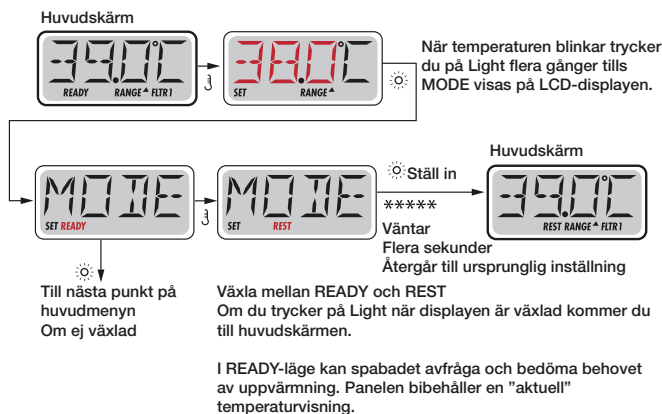 Huvudskärm
39.0°C
READY RANGE FLTR1
38.0°C
SET RANGE
När temperaturen blinkar trycker
du på Light flera gånger tills
MODE visas på LCD-displayen.
MODE
SET READY
MODE
SET REST
Ställ in
*****
Väntar
Flera sekunder
Återgår till ursprunglig inställning
Huvudskärm
39.0°C
REST RANGE FLTR1
Till nästa punkt på
huvudmenyn
Om ej växlad
Växla mellan READY och REST
Om du trycker på Light när displayen är växlad kommer du
till huvudskärmen.
I READY-läge kan spabadet avfråga och bedöma behovet
av uppvärmning. Panelen bibehåller en ”aktuell”
temperaturvisning.